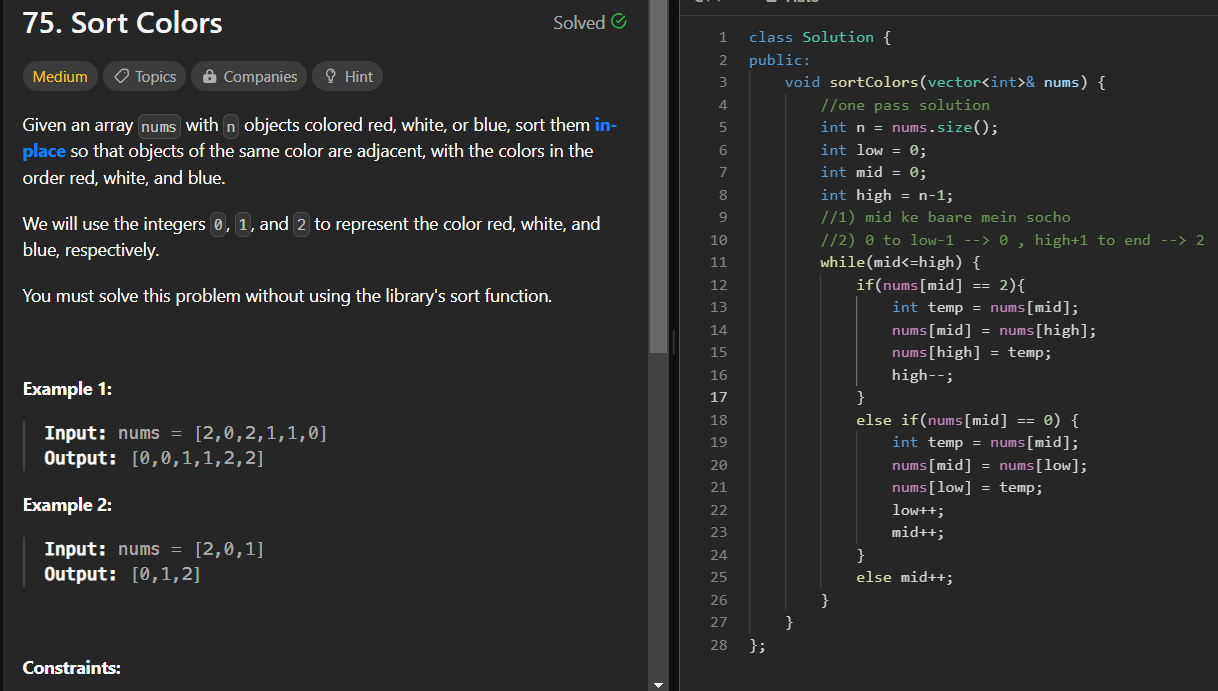 75. Sort Colors
Solved
Medium Topics Companies Hint
Given an array nums with n objects colored red, white, or blue, sort them in-
place so that objects of the same color are adjacent, with the colors in the
order red, white, and blue.
We will use the integers 0, 1, and 2 to represent the color red, white, and
blue, respectively.
You must solve this problem without using the library's sort function.
Example 1:
Input: nums = [2,0,2,1,1,0]
Output: [0,0,1,1,2,2]
Example 2:
Input: nums = [2,0,1]
Output: [0,1,2]
Constraints:
1 class Solution {
2 public:
3 void sortColors(vector<int>& nums) {
4 //one pass solution
5 int n = nums.size();
6 int low = 0;
7 int mid = 0;
8 int high = n-1;
9 //1) mid ke baare mein socho
10 //2) 0 to low-1 --> 0 , high+1 to end --> 2
11 while(mid<=high) {
12 if(nums[mid] == 2){
13 int temp = nums[mid];
14 nums[mid] = nums[high];
15 nums[high] = temp;
16 high--;
17 }
18 else if(nums[mid] == 0) {
19 int temp = nums[mid];
20 nums[mid] = nums[low];
21 nums[low] = temp;
22 low++;
23 mid++;
24 }
25 else mid++;
26 }
27 }
28 };